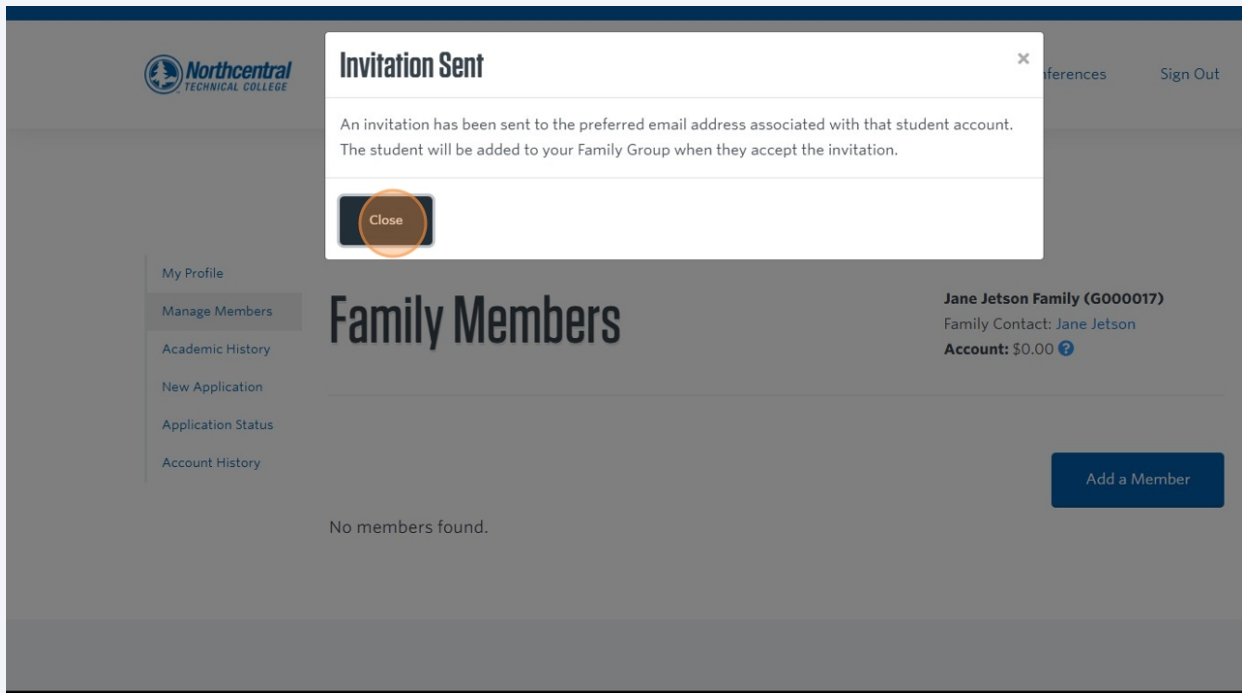 Northcentral
TECHNICAL COLLEGE
Invitation Sent
×
Sign Out
An invitation has been sent to the preferred email address associated with that student account.
The student will be added to your Family Group when they accept the invitation.
Close
My Profile
Manage Members
Academic History
New Application
Application Status
Account History
Family Members
Jane Jetson Family (G000017)
Family Contact: Jane Jetson
Account: $0.00 ?
Add a Member
No members found.